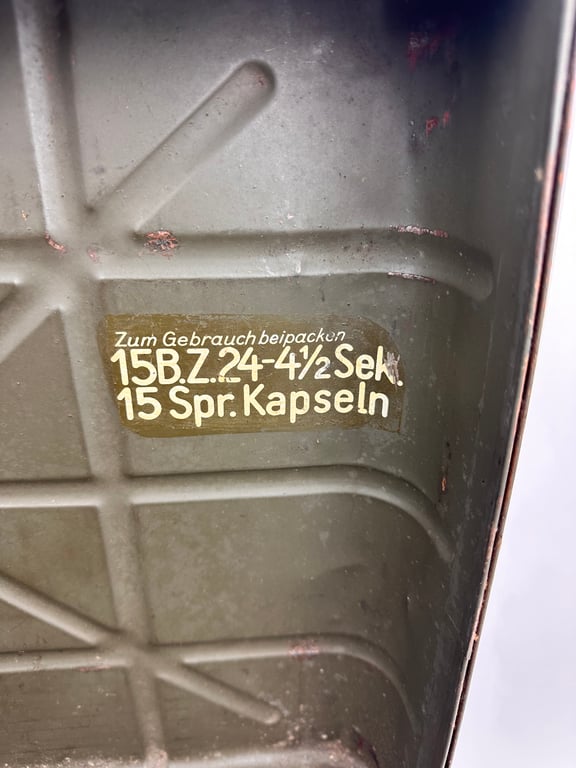 Zum Gebrauch beipacken
15B.Z.24-4½Sek.
15 Spr. Kapseln